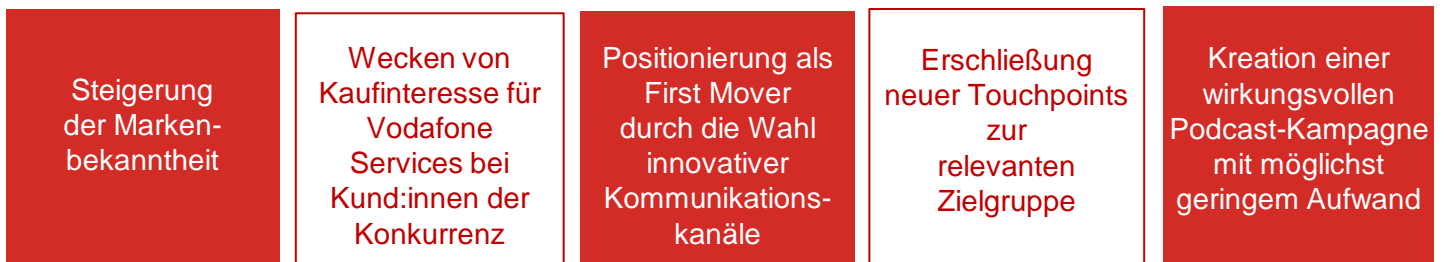 Steigerung
der Marken-
bekanntheit
Wecken von
Kaufinteresse für
Vodafone
Services bei
Kund:innen der
Konkurrenz
Positionierung als
First Mover
durch die Wahl
innovativer
Kommunikations-
kanäle
Erschließung
neuer Touchpoints
zur
relevanten
Zielgruppe
Kreation einer
wirkungsvollen
Podcast-Kampagne
mit möglichst
geringem Aufwand